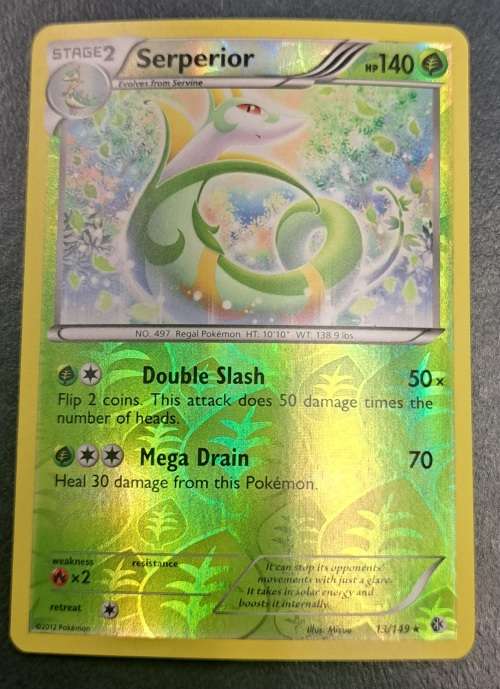 STAGE2
Serperior
HP140
Evolves from Servine
NO. 497 Regal Pokémon HT: 10'10" WT: 138.9 lbs.
Double Slash 50x
Flip 2 coins. This attack does 50 damage times the
number of heads.
Mega Drain 70
Heal 30 damage from this Pokémon.
weakness resistance
×2
It can stop its opponents'
movements with just a glare.
It takes in solar energy and
boosts it internally.
retreat
©2012 Pokémon
Illus. Mizue
13/149 ★